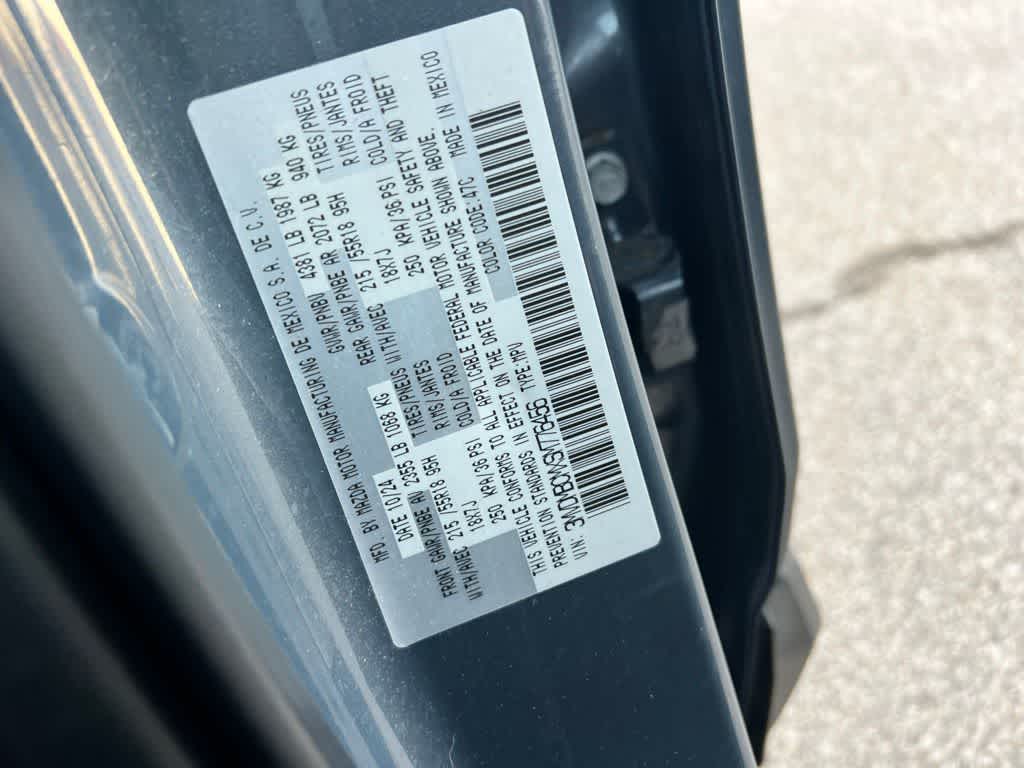 MFD. BY MAZDA MOTOR MANUFACTURING DE MEXICO S.A. DE C.V.
DATE 10/24 GVWR/PNBV 4381 LB 1987 KG
FRONT GAWR/PNBE AV 2355 LB 1068 KG REAR GAWR/PNBE AR 2072 LB 940 KG
WITH/AVEC 215 55R18 95H TIRES/PNEUS WITH/AVEC 215 55R18 95H TIRES/PNEUS
18X7J RIMS/JANTES 18X7J RIMS/JANTES
250 KPA/36 PSI COLD/A FROID 250 KPA/36 PSI COLD/A FROID
THIS VEHICLE CONFORMS TO ALL APPLICABLE FEDERAL MOTOR VEHICLE SAFETY AND THEFT
PREVENTION STANDARDS IN EFFECT ON THE DATE OF MANUFACTURE SHOWN ABOVE.
VIN: TYPE:MPV COLOR CODE:47C MADE IN MEXICO